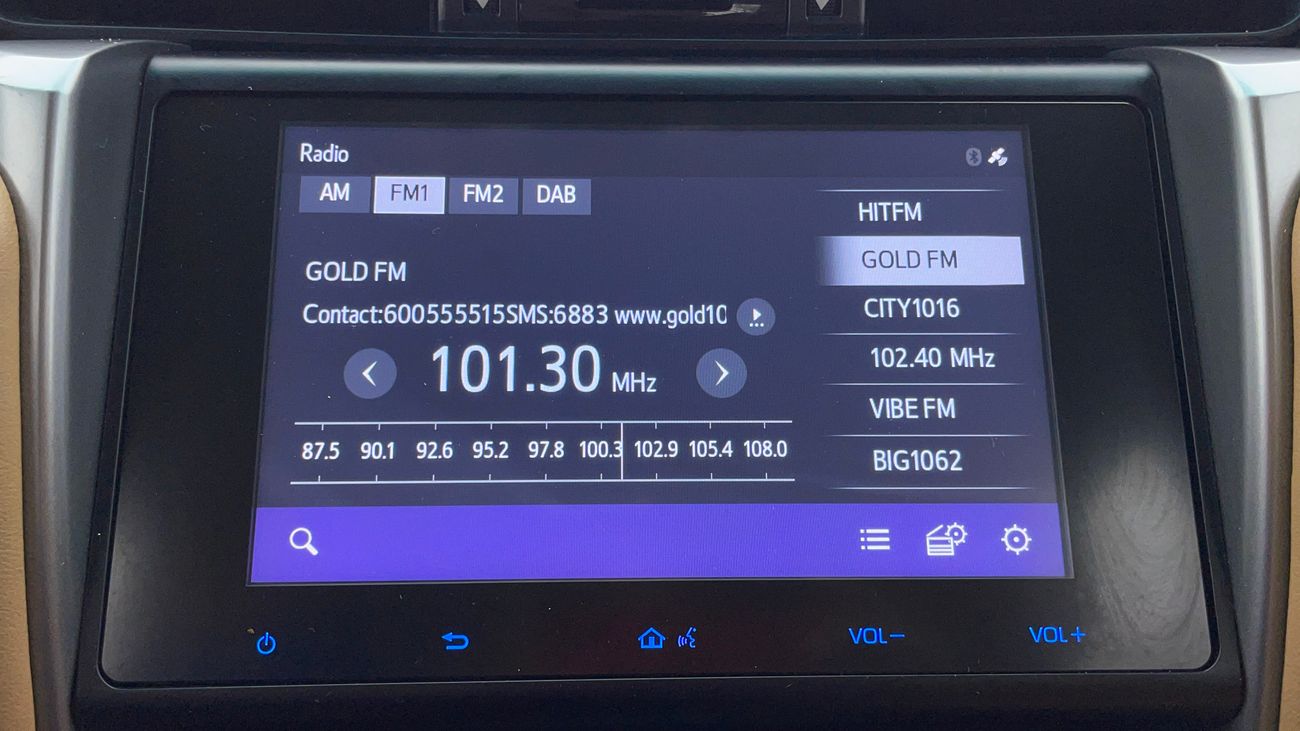 Radio
AM FM1 FM2 DAB
GOLD FM
Contact:600555515SMS:6883 www.gold10
101.30 MHz
87.5 90.1 92.6 95.2 97.8 100.3 102.9 105.4 108.0
HITFM
GOLD FM
CITY1016
102.40 MHz
VIBE FM
BIG1062
VOL− VOL+